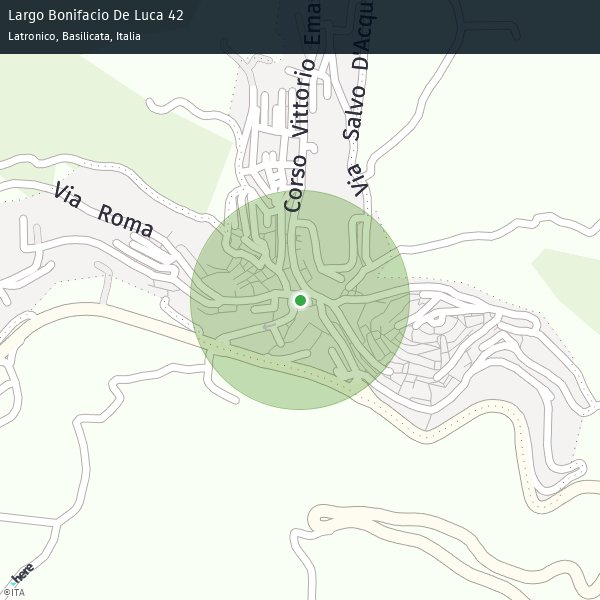 Largo Bonifacio De Luca 42
Latronico, Basilicata, Italia
Corso Vittorio Ema
Via Salvo D'Acqu
Via Roma
here
©ITA